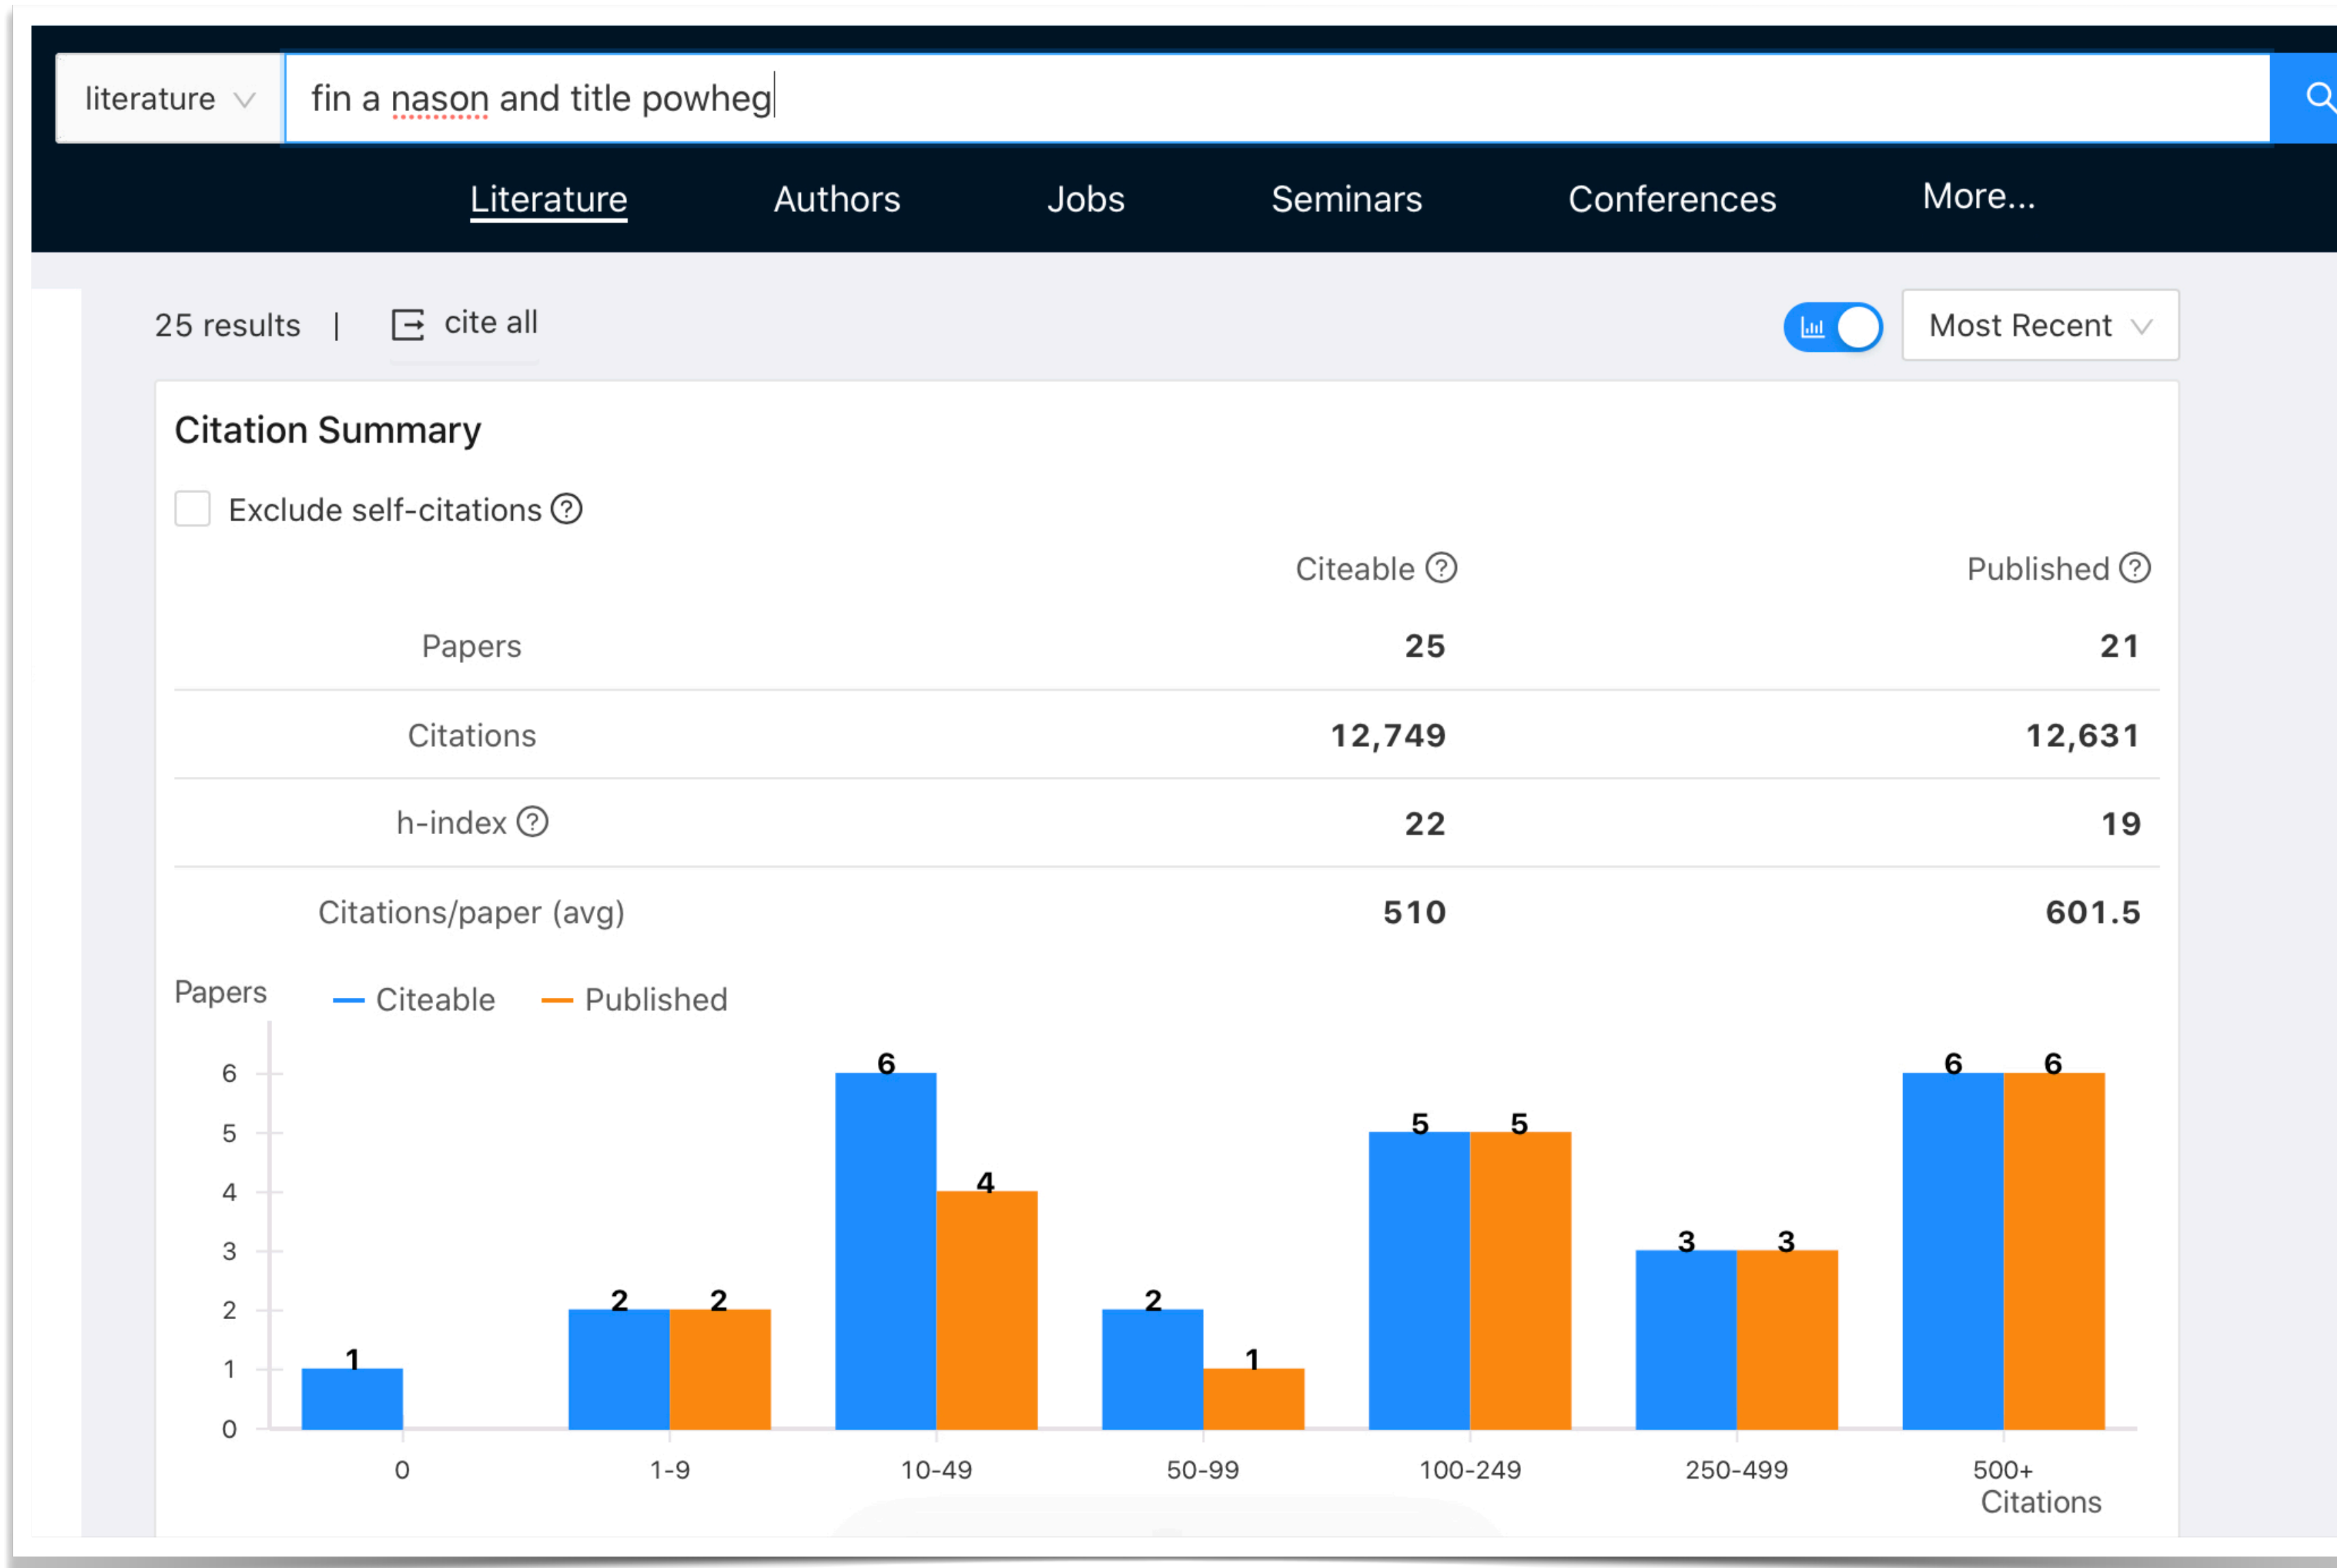 literature
fin a nason and title powheg
Literature Authors Jobs Seminars Conferences More...
25 results | cite all Most Recent
Citation Summary
Exclude self-citations ?
Citeable ? Published ?
Papers 25 21
Citations 12,749 12,631
h-index ? 22 19
Citations/paper (avg) 510 601.5
Papers Citeable Published
6 5 4 3 2 1 0
1
2 2
6 4
2 1
5 5
3 3
6 6
0 1-9 10-49 50-99 100-249 250-499 500+
Citations